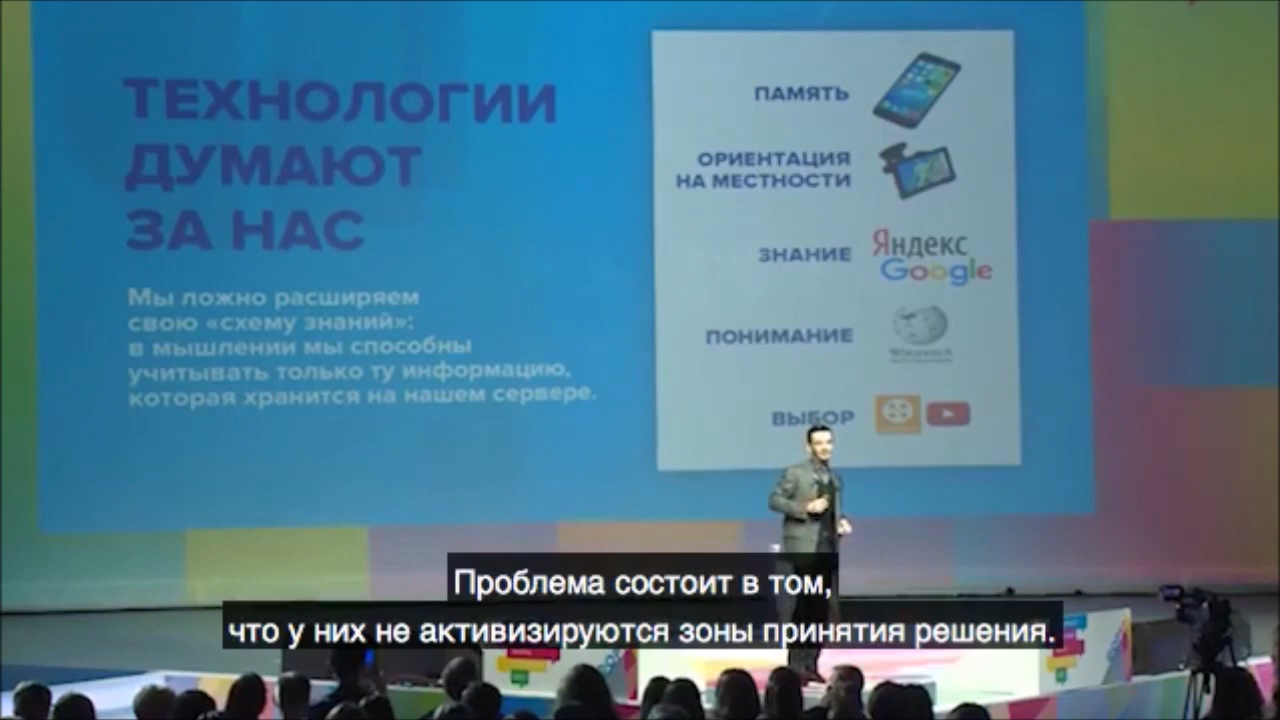 ТЕХНОЛОГИИ
ДУМАЮТ
ЗА НАС
Мы ложно расширяем
свою «схему знаний»:
в мышлении мы способны
учитывать только ту информацию,
которая хранится на нашем сервере.
ПАМЯТЬ
ОРИЕНТАЦИЯ
НА МЕСТНОСТИ
ЗНАНИЕ
Яндекс
Google
ПОНИМАНИЕ
ВЫБОР
Проблема состоит в том,
что у них не активизируются зоны принятия решения.